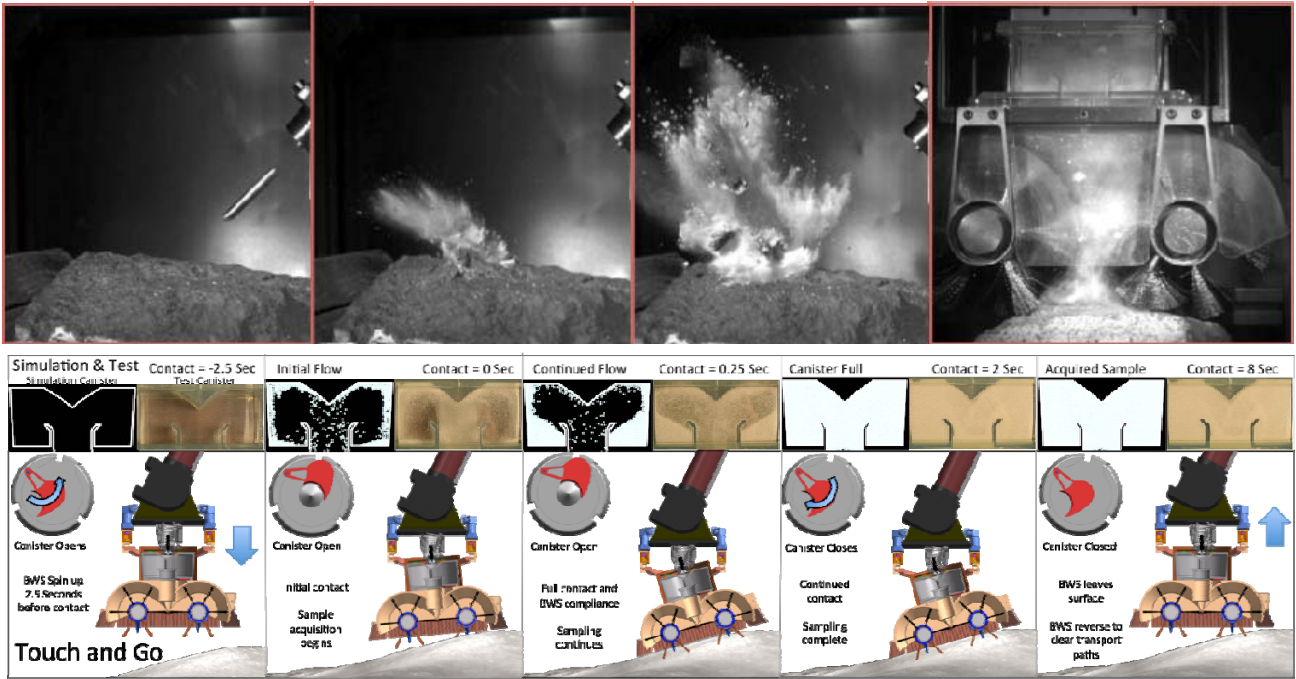 Simulation & Test
Simulation Canister
Contact = -2.5 Sec
Test Canister
Initial Flow
Contact = 0 Sec
Continued Flow
Contact = 0.25 Sec
Canister Full
Contact = 2 Sec
Acquired Sample
Contact = 8 Sec
Canister Opens
BWS Spin up
2.5 Seconds
before contact
Touch and Go
Canister Open
Initial contact
Sample
acquisition
begins
Canister Open
Full contact and
BWS compliance
Sampling
continues
Canister Closes
Continued
contact
Sampling
complete
Canister Closed
BWS leaves
surface
BWS reverse to
clear transport
paths